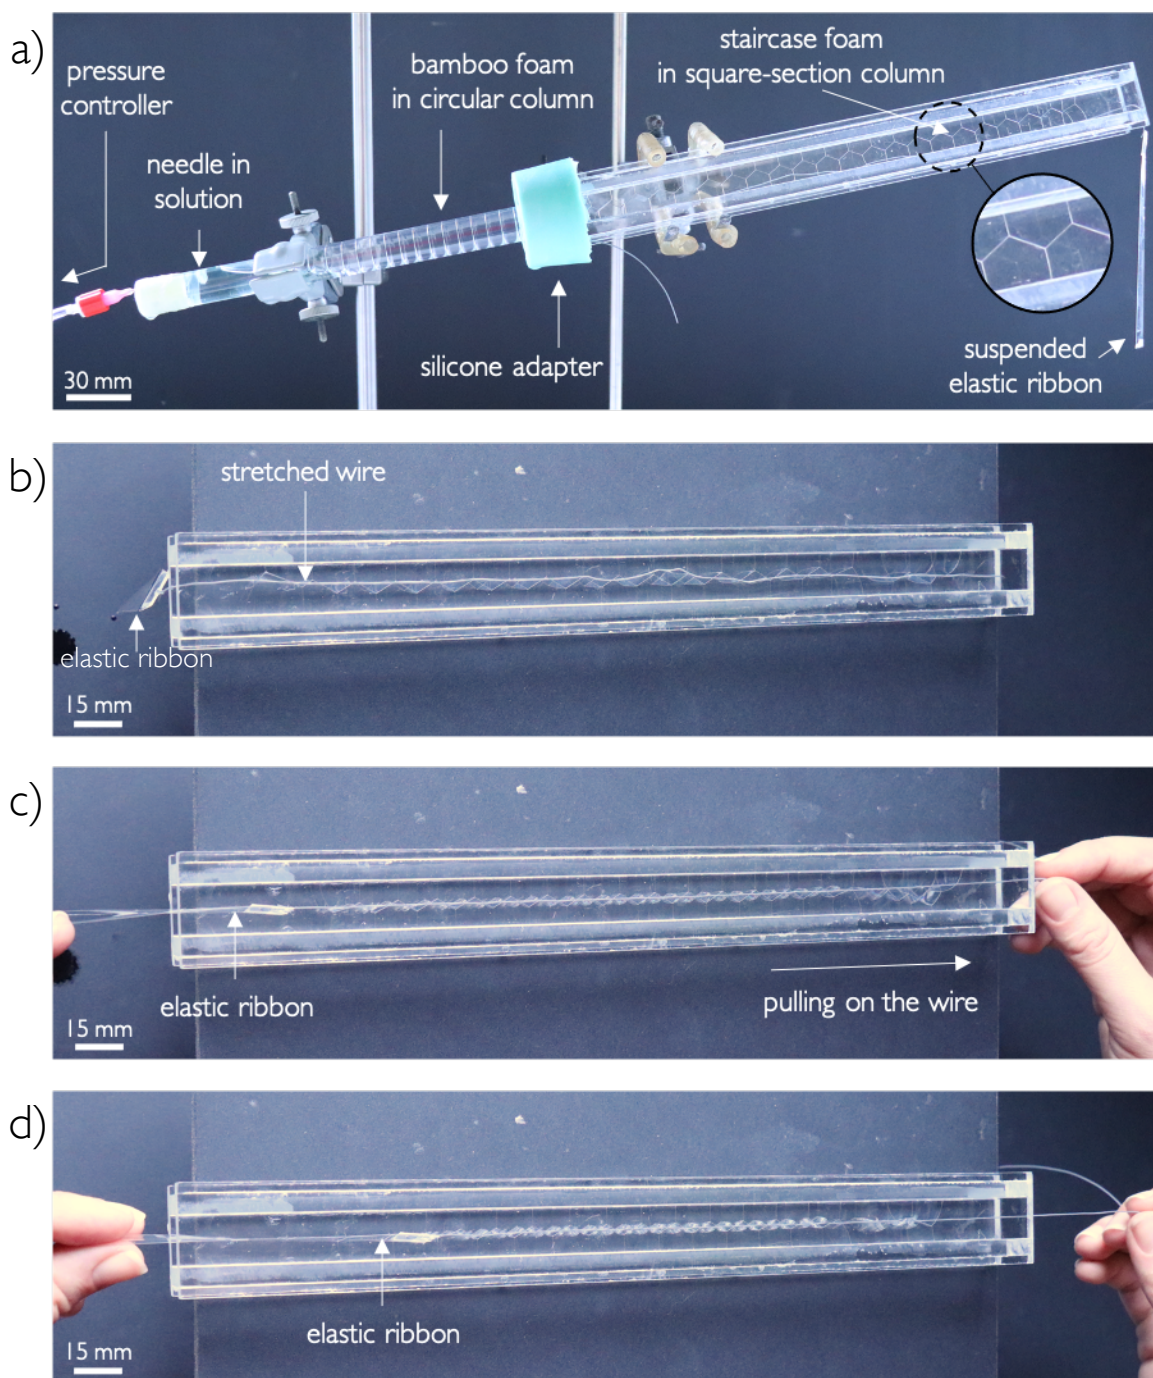 a)
pressure
controller
needle in
solution
bamboo foam
in circular column
staircase foam
in square-section column
silicone adapter
suspended
elastic ribbon
30 mm
b)
stretched wire
elastic ribbon
15 mm
c)
elastic ribbon
pulling on the wire
15 mm
d)
elastic ribbon
15 mm